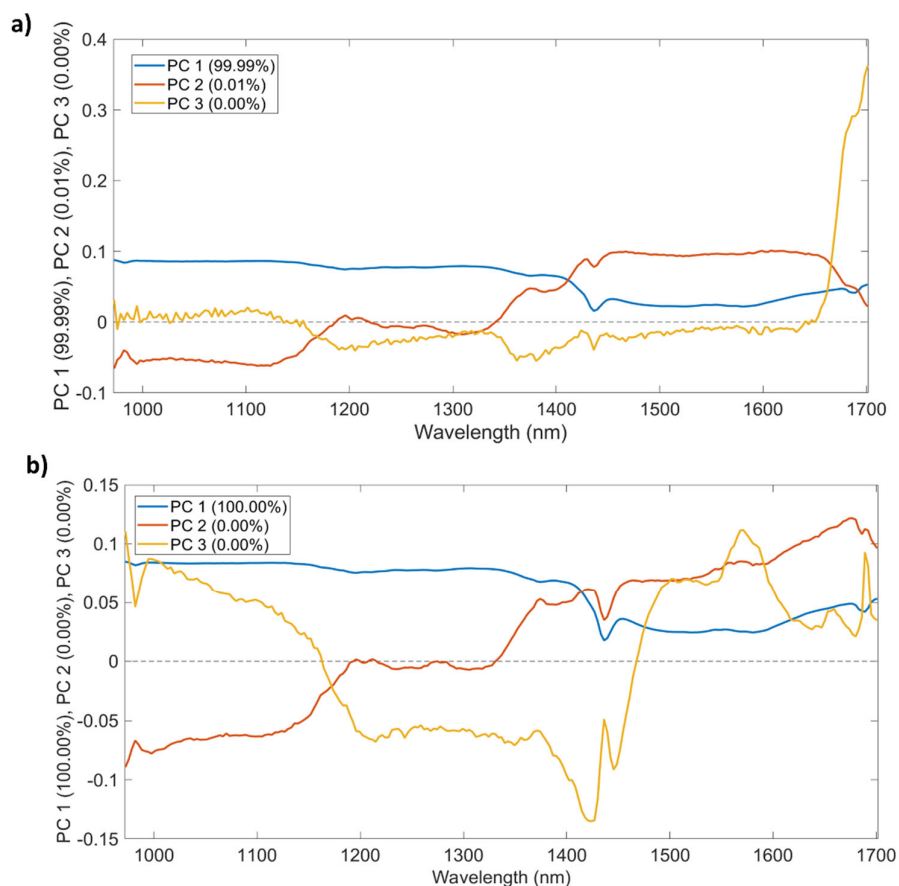 a)
PC 1 (99.99%), PC 2 (0.01%), PC 3 (0.00%)
0.4
0.3
0.2
0.1
0
-0.1
PC 1 (99.99%)
PC 2 (0.01%)
PC 3 (0.00%)
1000 1100 1200 1300 1400 1500 1600 1700
Wavelength (nm)
b)
PC 1 (100.00%), PC 2 (0.00%), PC 3 (0.00%)
0.15
0.1
0.05
0
-0.05
-0.1
-0.15
PC 1 (100.00%)
PC 2 (0.00%)
PC 3 (0.00%)
1000 1100 1200 1300 1400 1500 1600 1700
Wavelength (nm)